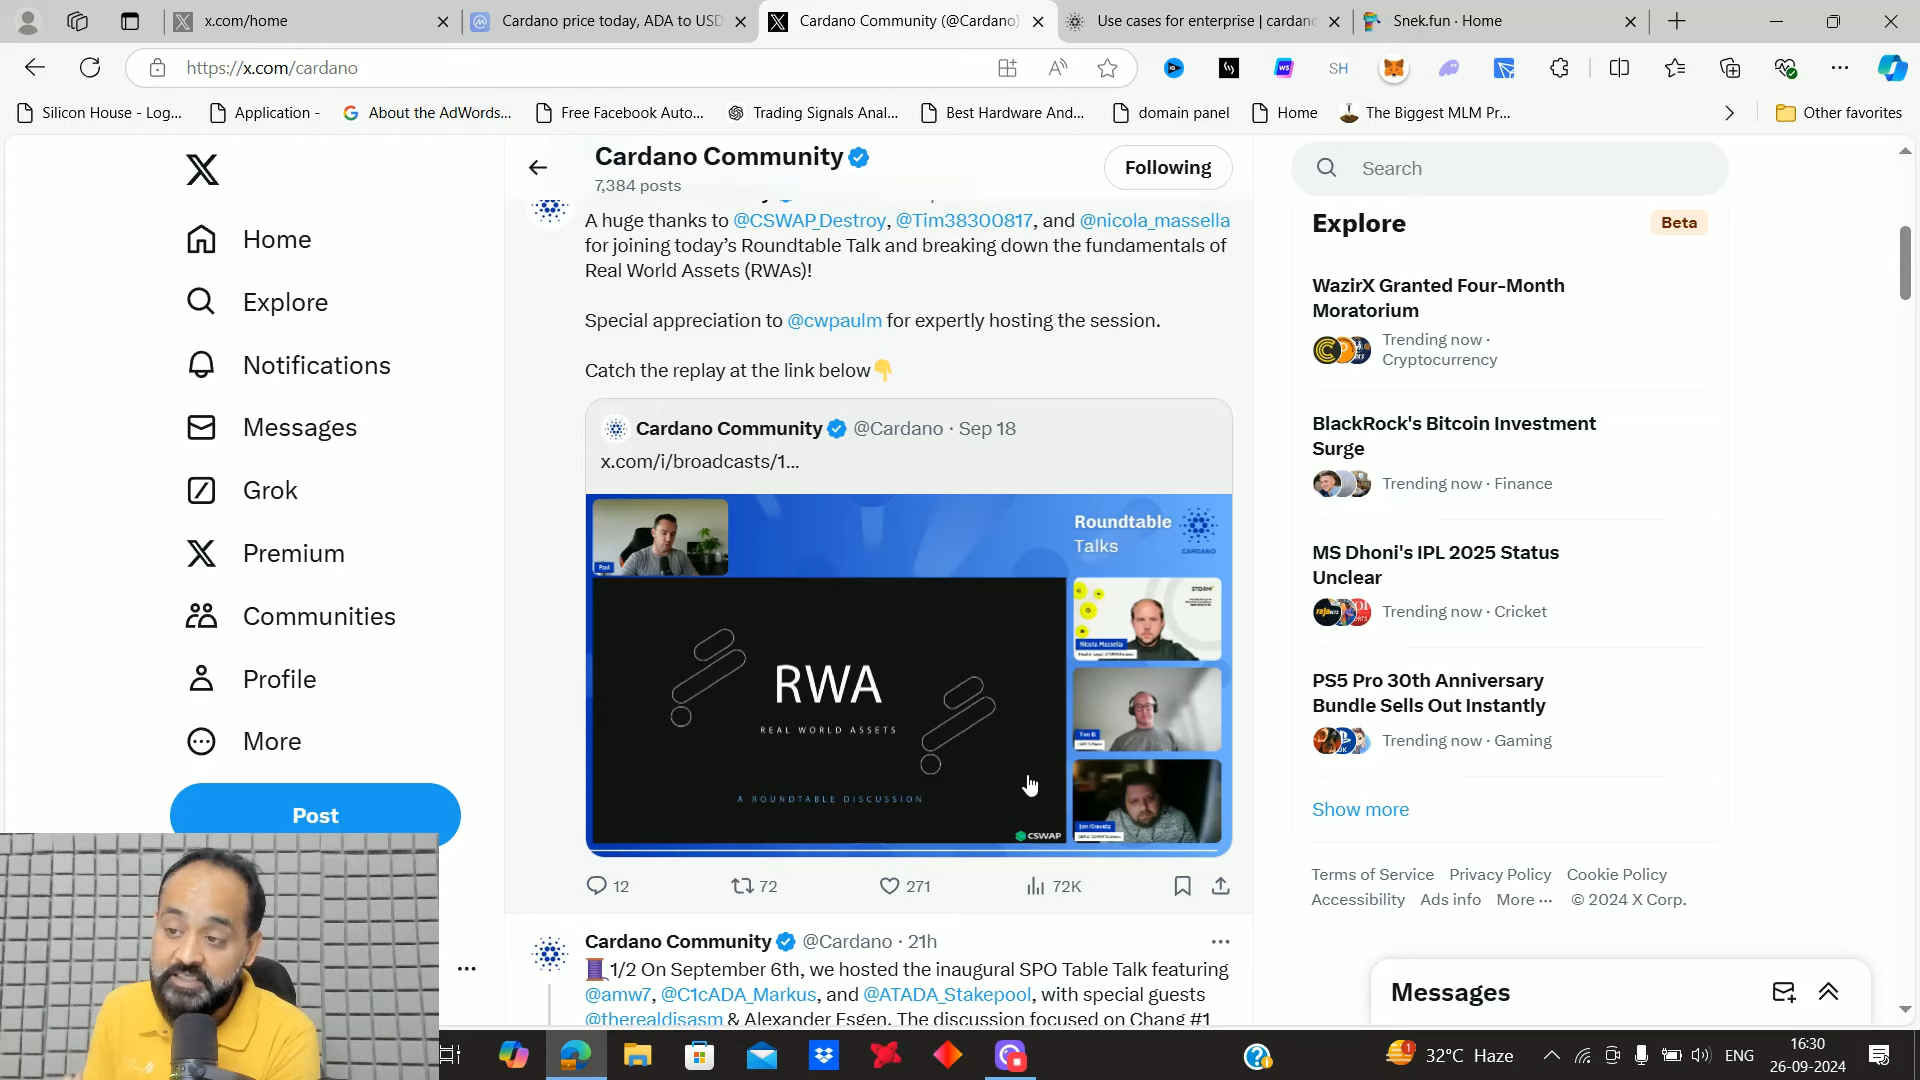 x.com/home
Cardano price today, ADA to USD
Cardano Community (@Cardano)
Use cases for enterprise | cardano
Snek.fun · Home
https://x.com/cardano
SH
Silicon House - Log...
Application -
About the AdWords...
Free Facebook Auto...
Trading Signals Anal...
Best Hardware And...
domain panel
Home
The Biggest MLM Pr...
Other favorites
Home
Explore
Notifications
Messages
Grok
Premium
Communities
Profile
More
Post
Cardano Community
7,384 posts
Following
A huge thanks to @CSWAP_Destroy, @Tim38300817, and @nicola_massella
for joining today's Roundtable Talk and breaking down the fundamentals of
Real World Assets (RWAs)!
Special appreciation to @cwpaulm for expertly hosting the session.
Catch the replay at the link below👇
Cardano Community @Cardano · Sep 18
x.com/i/broadcasts/1...
Roundtable
Talks
CARDANO
Paul
STORM
Nicola Massella
RWA
REAL WORLD ASSETS
A ROUNDTABLE DISCUSSION
Tim B
Jon Kravetz
CSWAP
12
72
271
72K
Cardano Community @Cardano · 21h
🧵1/2 On September 6th, we hosted the inaugural SPO Table Talk featuring
@amw7, @C1cADA_Markus, and @ATADA_Stakepool, with special guests
@therealdisasm & Alexander Esgen. The discussion focused on Chang #1
Search
Explore
Beta
WazirX Granted Four-Month
Moratorium
Trending now ·
Cryptocurrency
BlackRock's Bitcoin Investment
Surge
Trending now · Finance
MS Dhoni's IPL 2025 Status
Unclear
Trending now · Cricket
PS5 Pro 30th Anniversary
Bundle Sells Out Instantly
Trending now · Gaming
Show more
Terms of Service Privacy Policy Cookie Policy
Accessibility Ads info More ··· © 2024 X Corp.
Messages
1
32°C Haze
ENG
16:30
26-09-2024